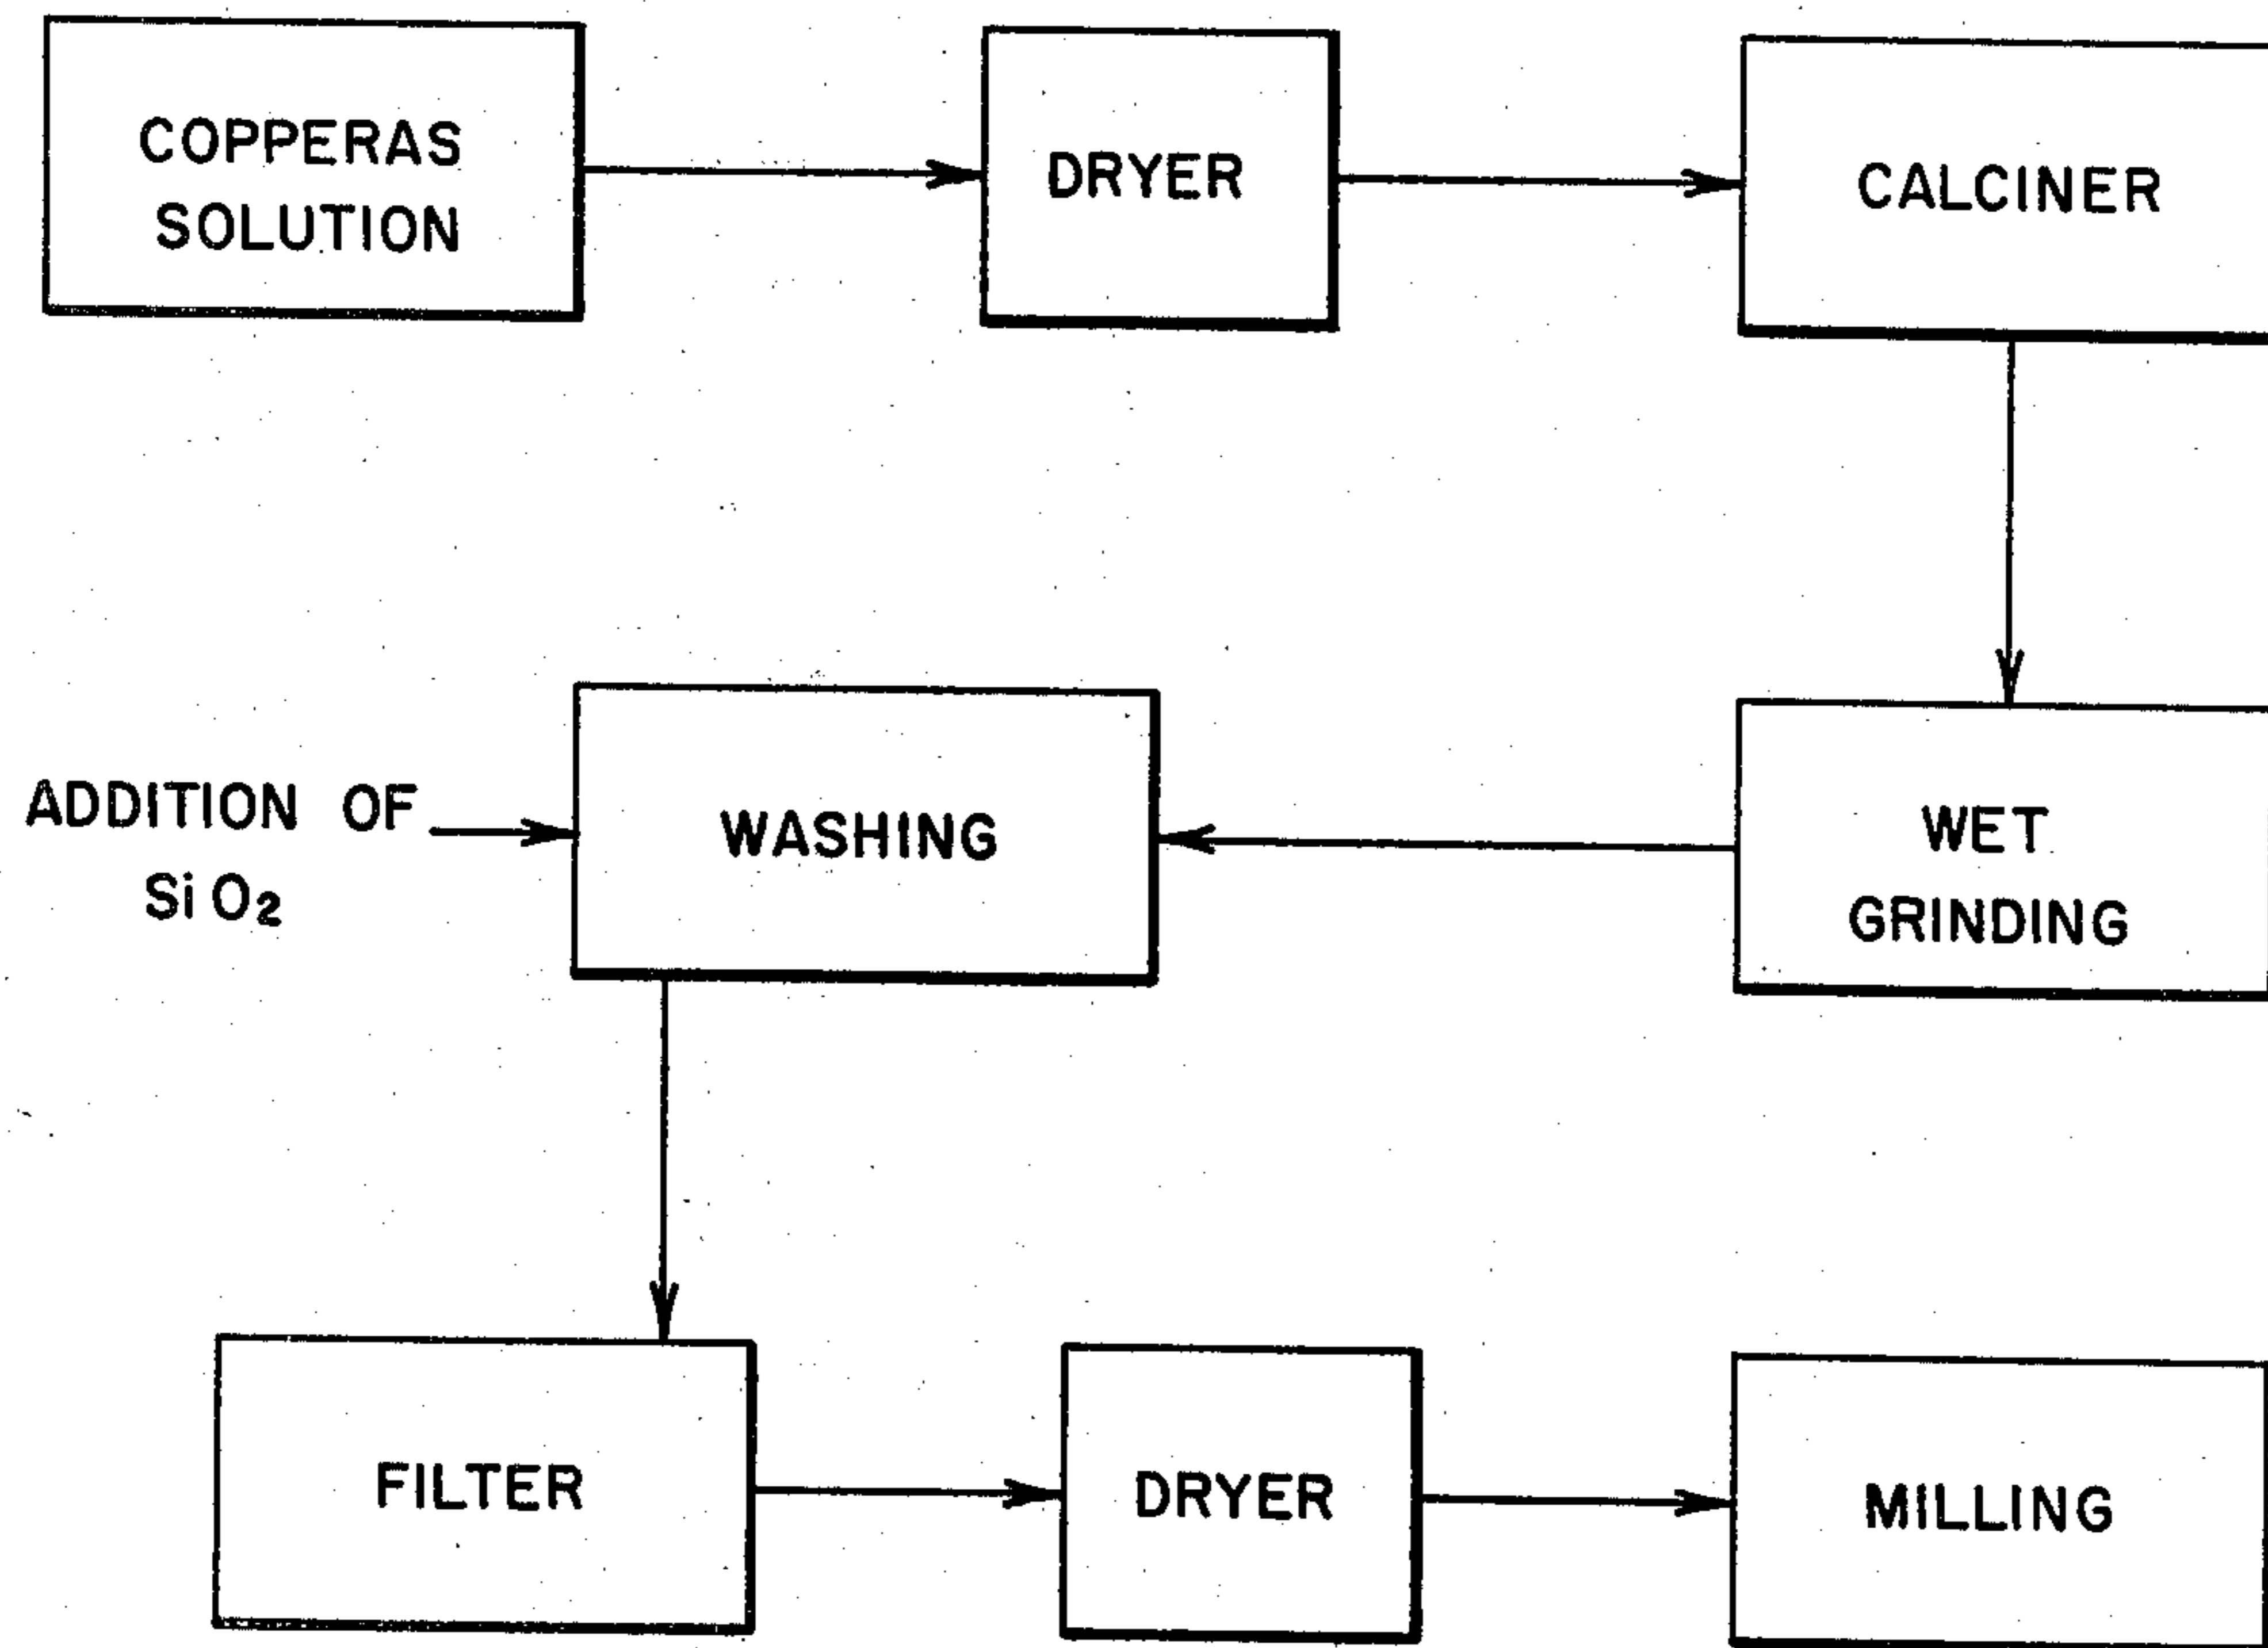 COPPERAS
SOLUTION
DRYER
CALCINER
ADDITION OF
SiO₂
WASHING
WET
GRINDING
FILTER
DRYER
MILLING